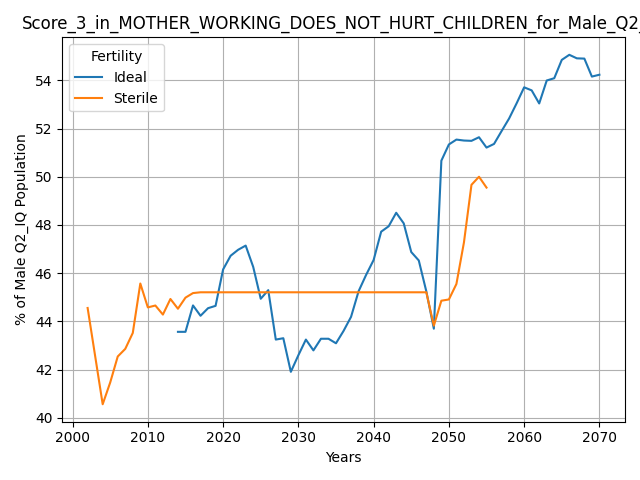 Score_3_in_MOTHER_WORKING_DOES_NOT_HURT_CHILDREN_for_Male_Q2_
Fertility
Ideal
Sterile
54
52
50
48
46
44
42
40
% of Male Q2_IQ Population
2000 2010 2020 2030 2040 2050 2060 2070
Years